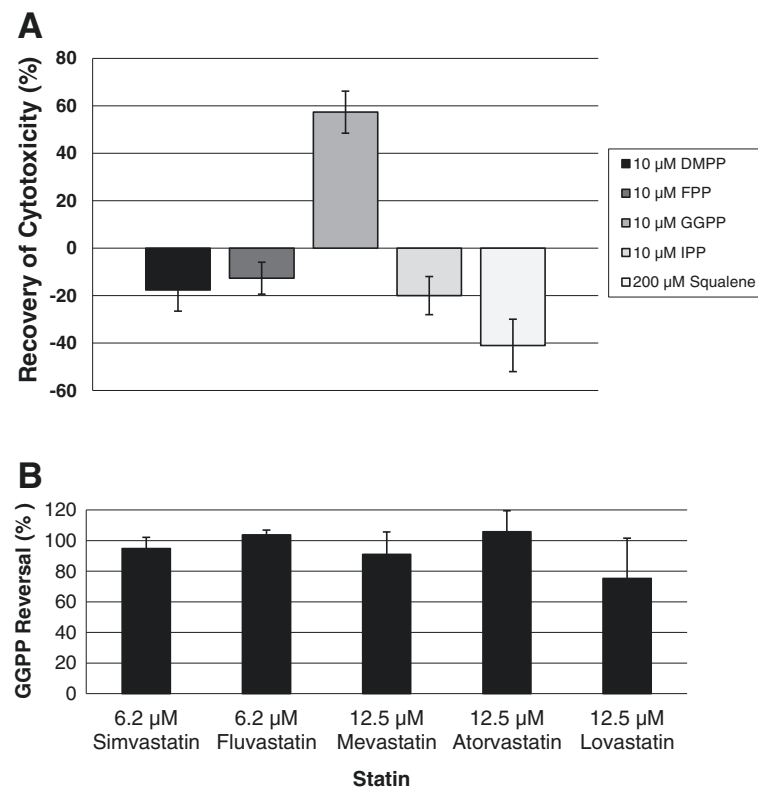 A
Recovery of Cytotoxicity (%)
80
60
40
20
0
-20
-40
-60
10 µM DMPP
10 µM FPP
10 µM GGPP
10 µM IPP
200 µM Squalene
B
GGPP Reversal (% )
120
100
80
60
40
20
0
6.2 µM 6.2 µM 12.5 µM 12.5 µM 12.5 µM
Simvastatin Fluvastatin Mevastatin Atorvastatin Lovastatin
Statin